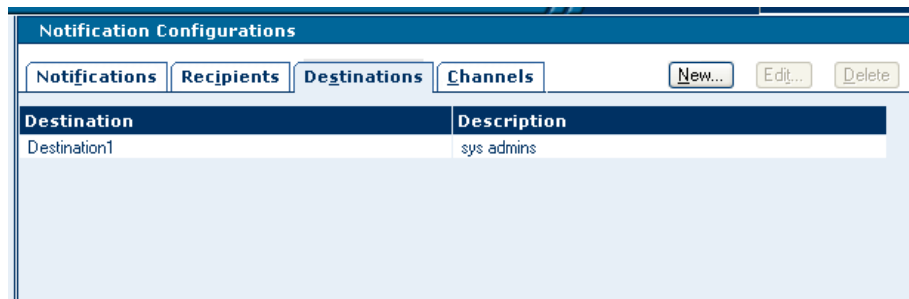 Notification Configurations
Notifications Recipients Destinations Channels New... Edit... Delete
Destination Description
Destination1 sys admins